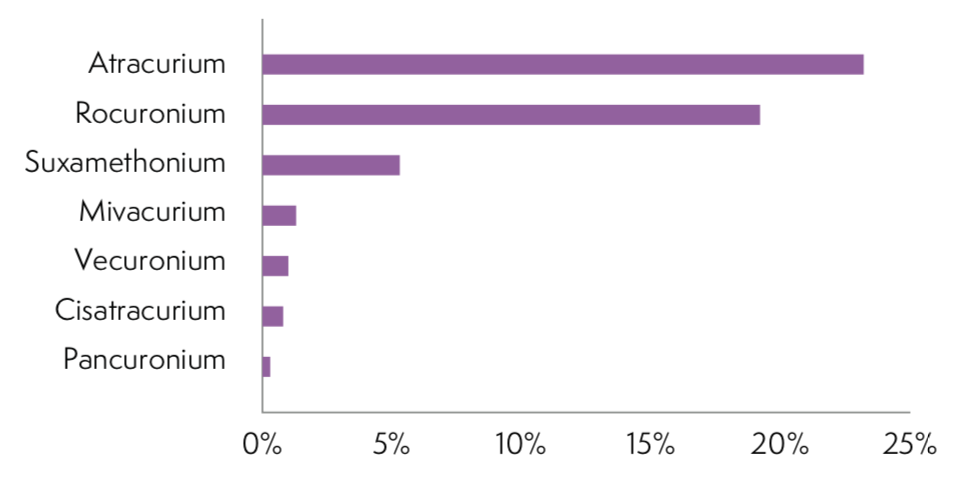 Atracurium
Rocuronium
Suxamethonium
Mivacurium
Vecuronium
Cisatracurium
Pancuronium
0% 5% 10% 15% 20% 25%